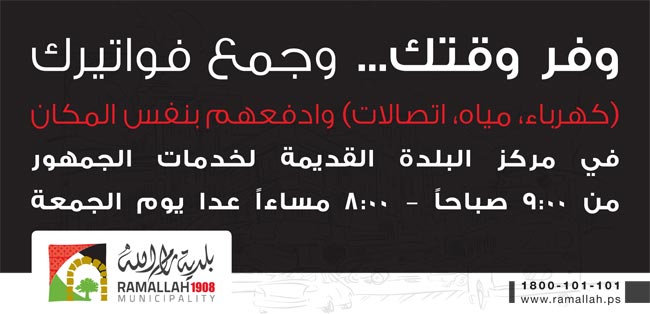 وفر وقتك... وجمع فواتيرك
(كهرباء، مياه، اتصالات) وادفعهم بنفس المكان
في مركز البلدة القديمة لخدمات الجمهور
من ٩:٠٠ صباحاً - ٨:٠٠ مساءاً عدا يوم الجمعة
بلدية رام الله
RAMALLAH 1908
MUNICIPALITY
1800-101-101
www.ramallah.ps